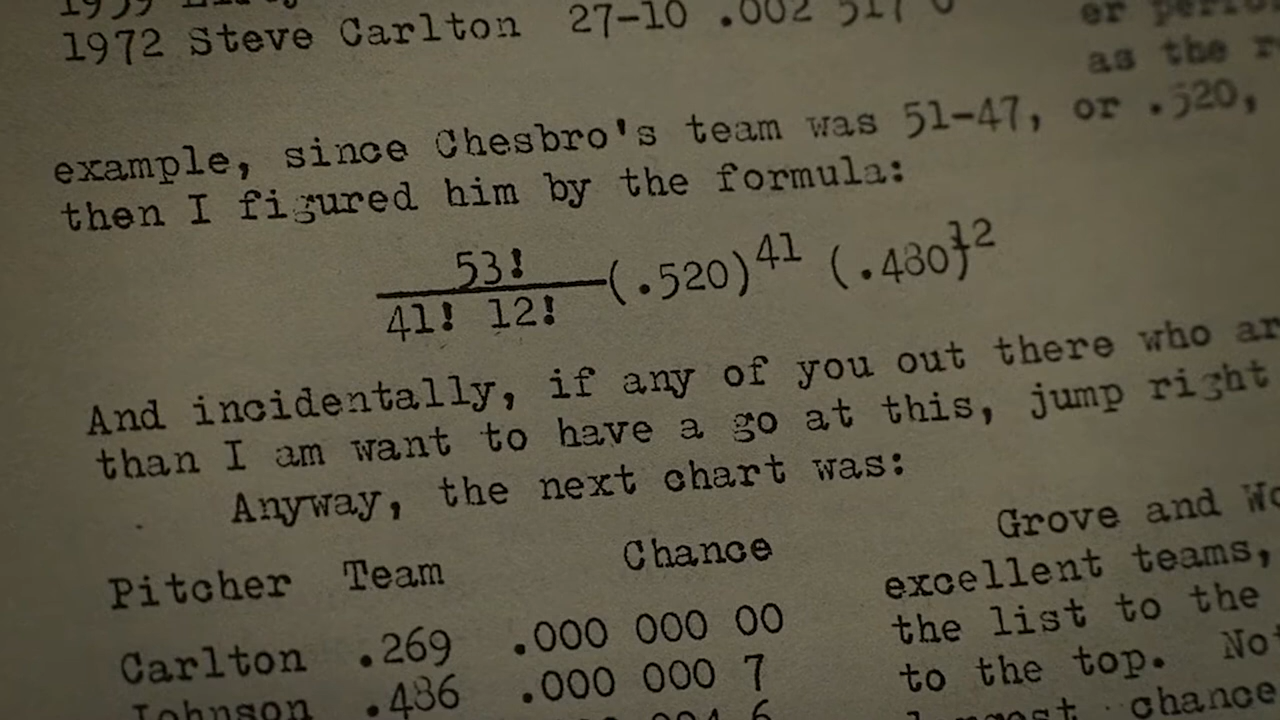 1972 Steve Carlton 27-10 .002 517
as the
example, since Chesbro's team was 51-47, or .520,
then I figured him by the formula:
53!
41! 12!
(.520)41 (.480)12
And incidentally, if any of you out there who
than I am want to have a go at this, jump right
Anyway, the next chart was:
Pitcher Team Chance
Carlton .269 .000 000 00
Johnson .436 .000 000 7
Grove and
excellent teams,
the list to the
to the top.
chance